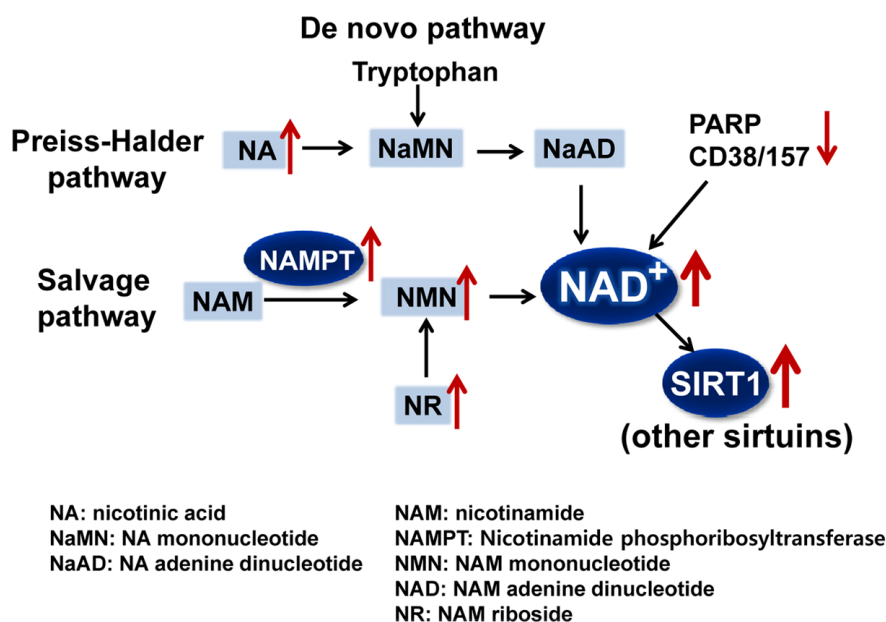 De novo pathway
Tryptophan
Preiss-Halder
pathway
NA
NaMN
NaAD
PARP
CD38/157
Salvage
pathway
NAMPT
NAM
NMN
NAD+
NR
SIRT1
(other sirtuins)
NA: nicotinic acid
NaMN: NA mononucleotide
NaAD: NA adenine dinucleotide
NAM: nicotinamide
NAMPT: Nicotinamide phosphoribosyltransferase
NMN: NAM mononucleotide
NAD: NAM adenine dinucleotide
NR: NAM riboside